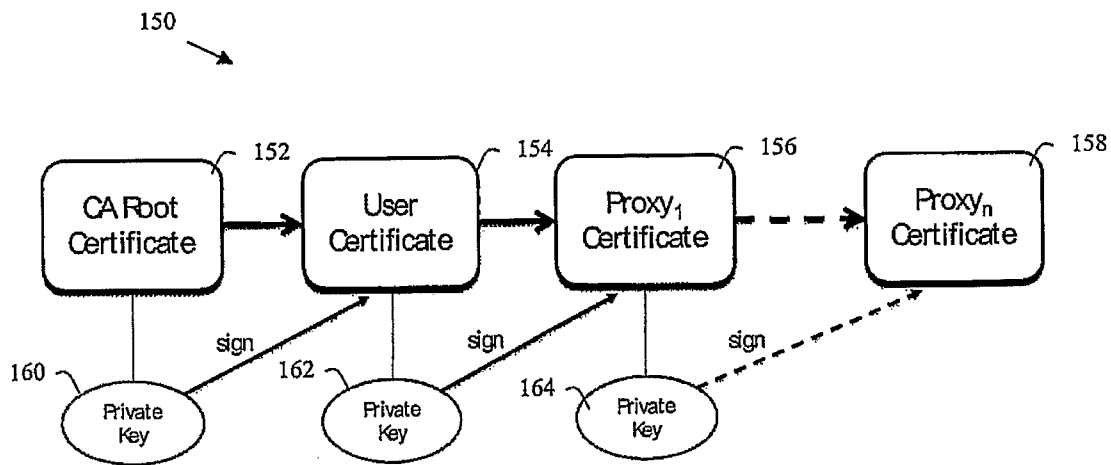 150
152
154
156
158
CA Root
Certificate
User
Certificate
Proxy1
Certificate
Proxyn
Certificate
sign
sign
sign
160
162
164
Private
Key
Private
Key
Private
Key